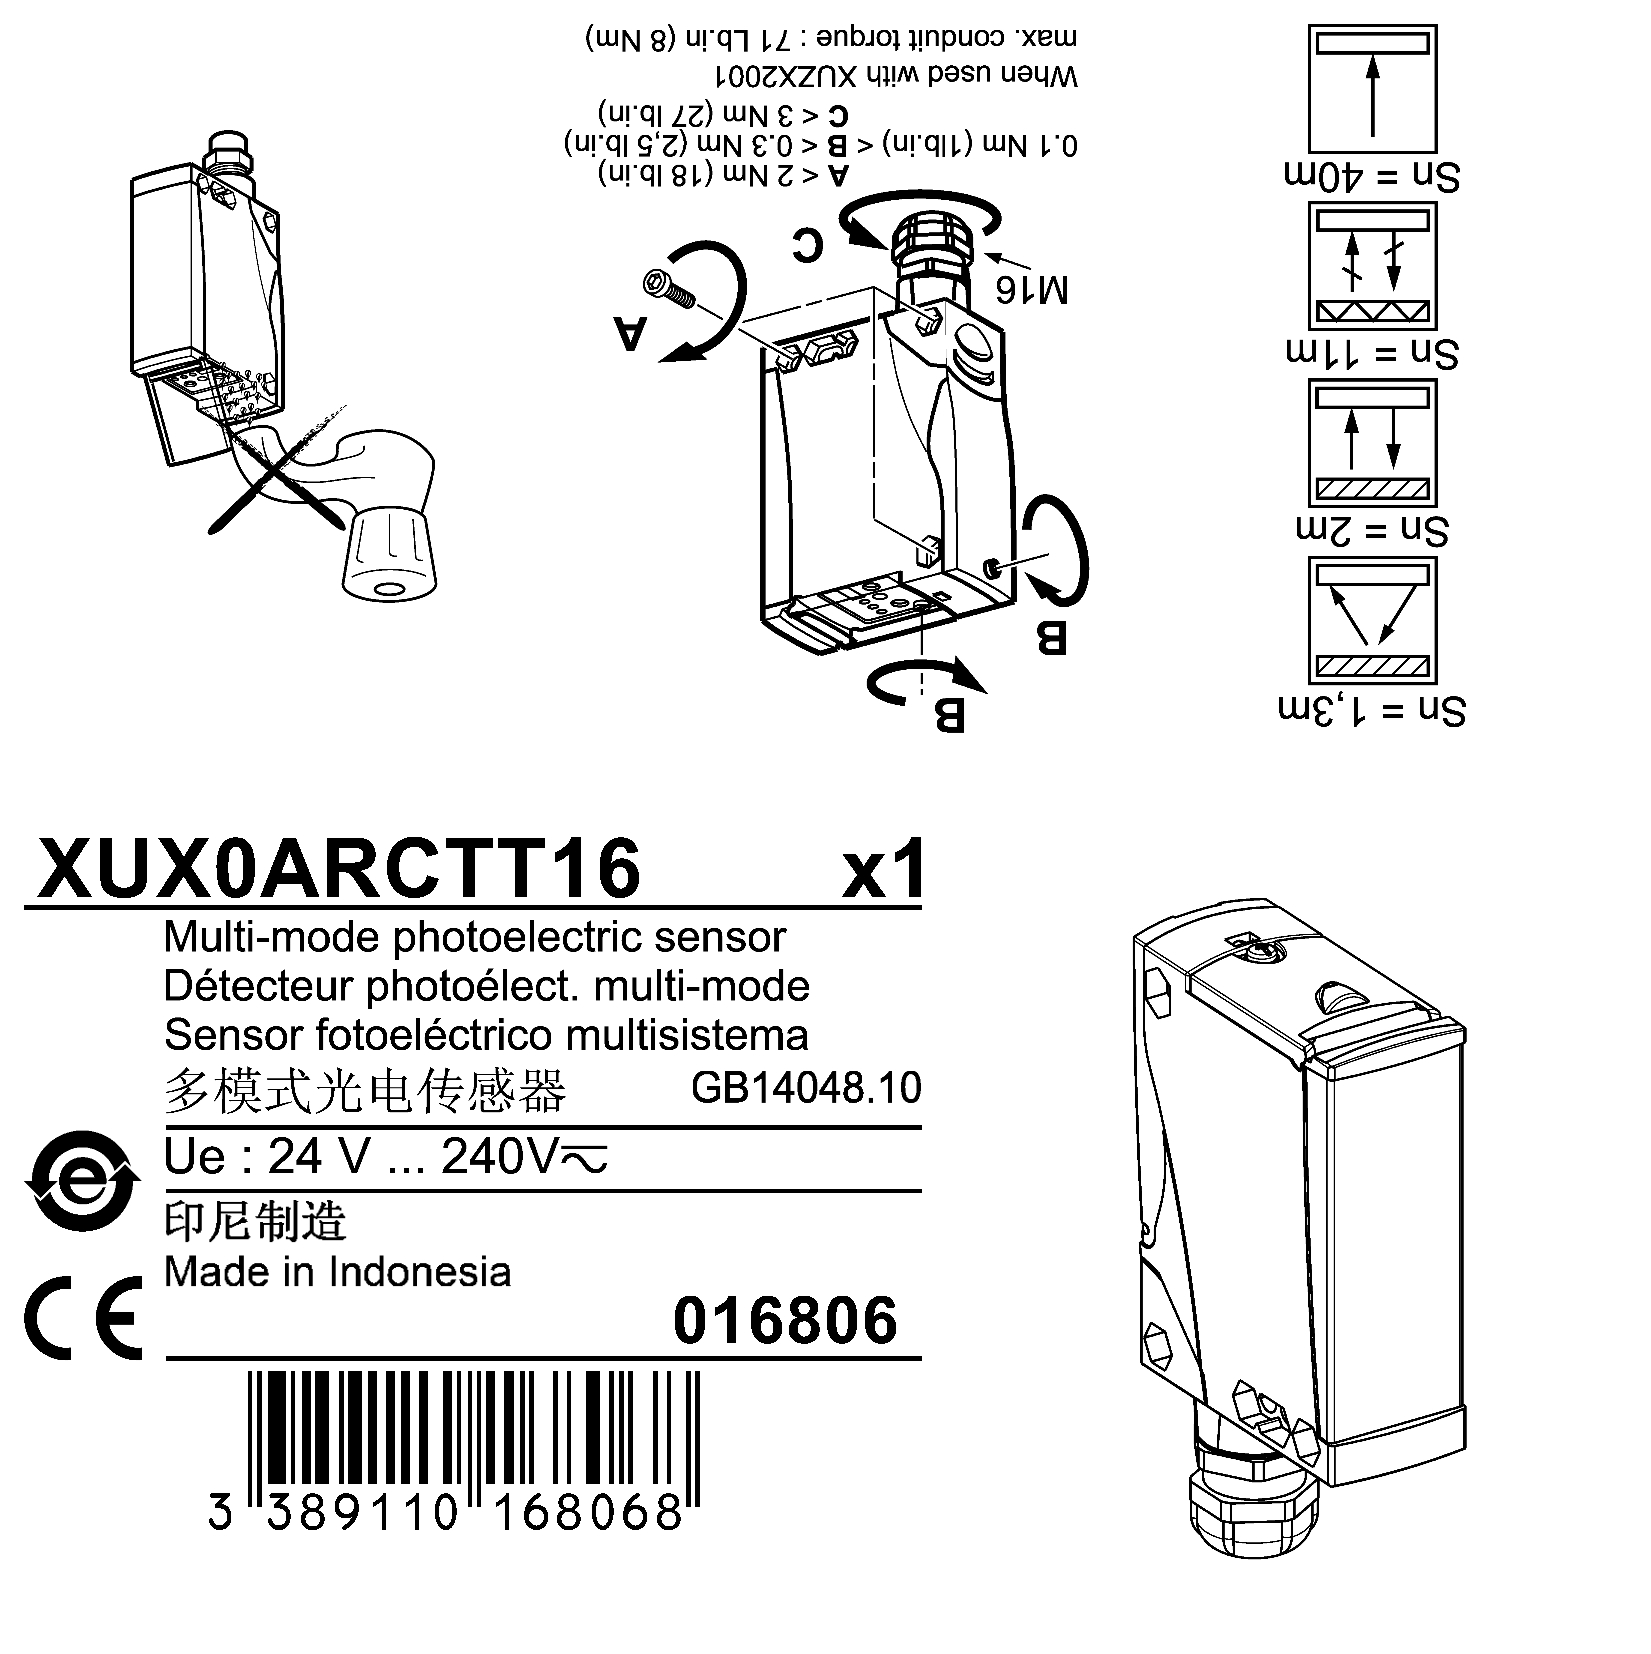 Sn = 1,3m
Sn = 2m
Sn = 11m
Sn = 40m
B
B
A
M16
C
A < 2 Nm (18 lb.in)
0.1 Nm (1lb.in) < B < 0.3 Nm (2,5 lb.in)
C < 3 Nm (27 lb.in)
When used with XUZX2001
max. conduit torque : 71 Lb.in (8 Nm)
XUX0ARCTT16 x1
Multi-mode photoelectric sensor
Détecteur photoélect. multi-mode
Sensor fotoeléctrico multisistema
多模式光电传感器 GB14048.10
Ue : 24 V ... 240V⎓~
e
印尼制造
Made in Indonesia
CE
016806
3 389110 168068